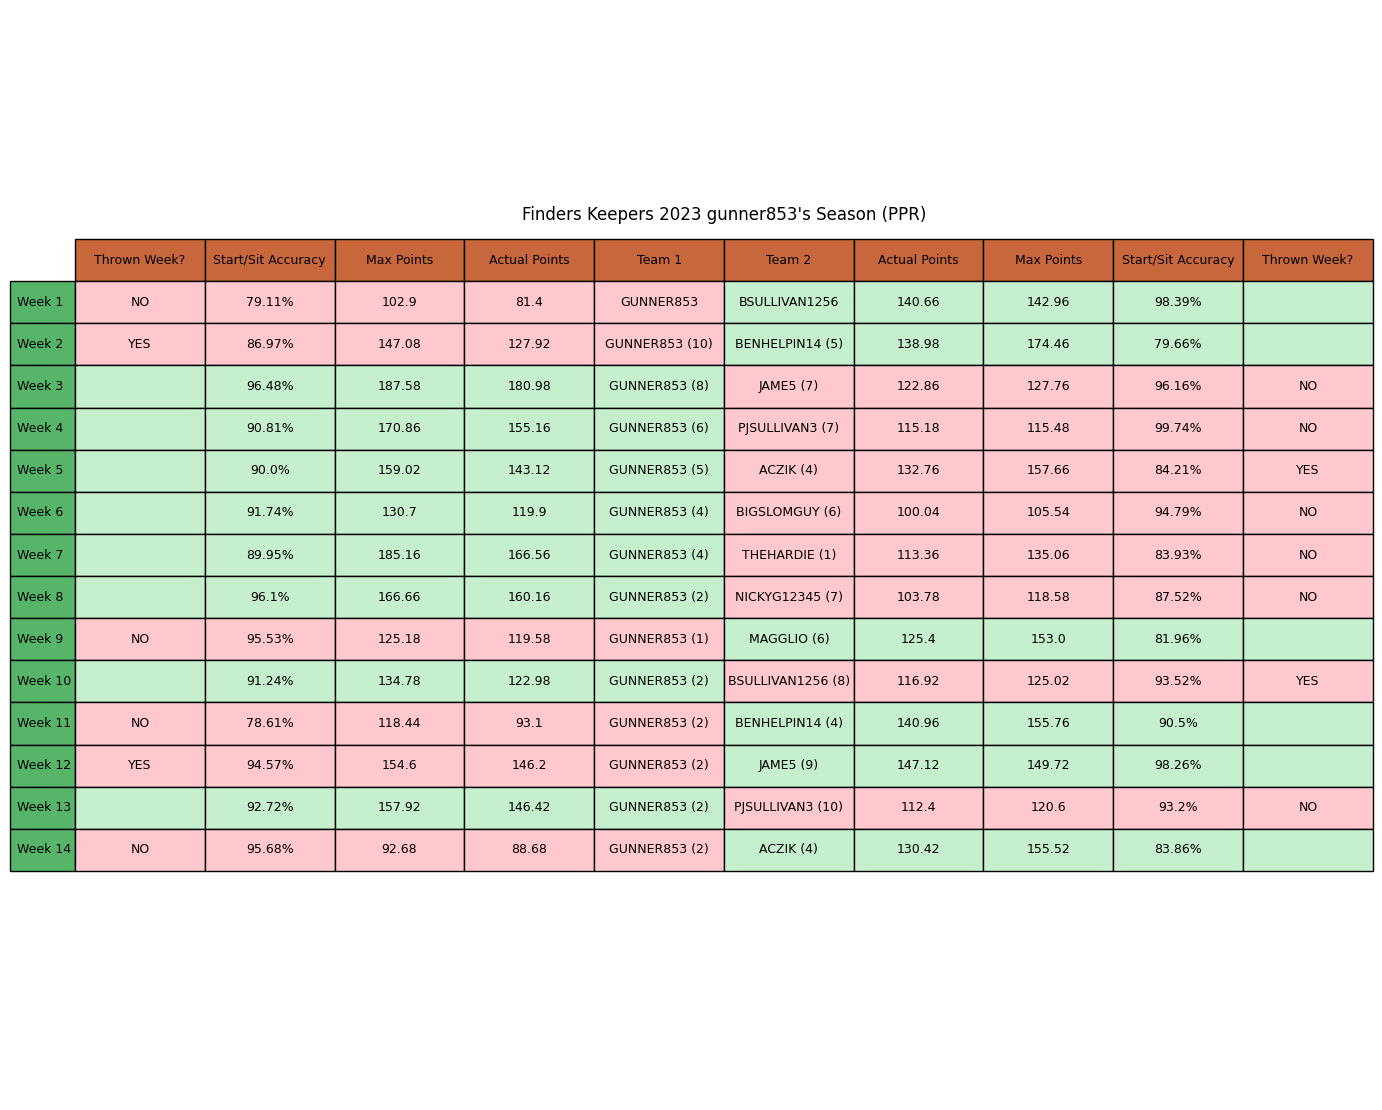 Finders Keepers 2023 gunner853's Season (PPR)
Thrown Week? Start/Sit Accuracy Max Points Actual Points Team 1 Team 2 Actual Points Max Points Start/Sit Accuracy Thrown Week?
Week 1 NO 79.11% 102.9 81.4 GUNNER853 BSULLIVAN1256 140.66 142.96 98.39%
Week 2 YES 86.97% 147.08 127.92 GUNNER853 (10) BENHELPIN14 (5) 138.98 174.46 79.66%
Week 3 96.48% 187.58 180.98 GUNNER853 (8) JAME5 (7) 122.86 127.76 96.16% NO
Week 4 90.81% 170.86 155.16 GUNNER853 (6) PJSULLIVAN3 (7) 115.18 115.48 99.74% NO
Week 5 90.0% 159.02 143.12 GUNNER853 (5) ACZIK (4) 132.76 157.66 84.21% YES
Week 6 91.74% 130.7 119.9 GUNNER853 (4) BIGSLOMGUY (6) 100.04 105.54 94.79% NO
Week 7 89.95% 185.16 166.56 GUNNER853 (4) THEHARDIE (1) 113.36 135.06 83.93% NO
Week 8 96.1% 166.66 160.16 GUNNER853 (2) NICKYG12345 (7) 103.78 118.58 87.52% NO
Week 9 NO 95.53% 125.18 119.58 GUNNER853 (1) MAGGLIO (6) 125.4 153.0 81.96%
Week 10 91.24% 134.78 122.98 GUNNER853 (2) BSULLIVAN1256 (8) 116.92 125.02 93.52% YES
Week 11 NO 78.61% 118.44 93.1 GUNNER853 (2) BENHELPIN14 (4) 140.96 155.76 90.5%
Week 12 YES 94.57% 154.6 146.2 GUNNER853 (2) JAME5 (9) 147.12 149.72 98.26%
Week 13 92.72% 157.92 146.42 GUNNER853 (2) PJSULLIVAN3 (10) 112.4 120.6 93.2% NO
Week 14 NO 95.68% 92.68 88.68 GUNNER853 (2) ACZIK (4) 130.42 155.52 83.86%